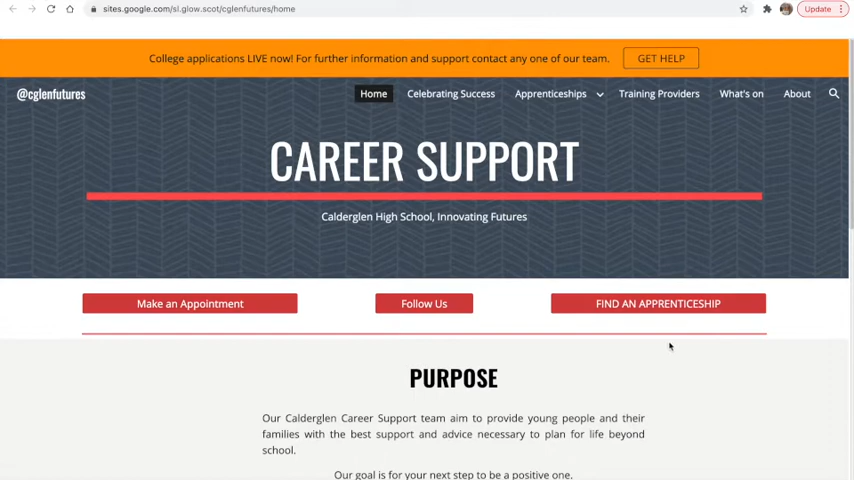 sites.google.com/sl.glow.scot/cglenfutures/home
Update
College applications LIVE now! For further information and support contact any one of our team.
GET HELP
@cglenfutures
Home
Celebrating Success
Apprenticeships
Training Providers
What's on
About
CAREER SUPPORT
Calderglen High School, Innovating Futures
Make an Appointment
Follow Us
FIND AN APPRENTICESHIP
PURPOSE
Our Calderglen Career Support team aim to provide young people and their
families with the best support and advice necessary to plan for life beyond
school.
Our goal is for your next step to be a positive one.